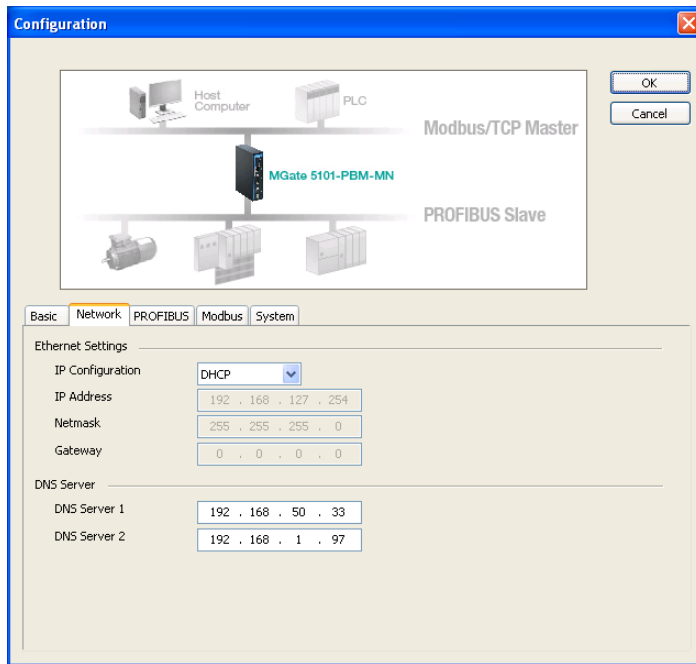 Configuration
OK
Cancel
Host
Computer
PLC
Modbus/TCP Master
MGate 5101-PBM-MN
PROFIBUS Slave
Basic Network PROFIBUS Modbus System
Ethernet Settings
IP Configuration DHCP
IP Address 192 . 168 . 127 . 254
Netmask 255 . 255 . 255 . 0
Gateway 0 . 0 . 0 . 0
DNS Server
DNS Server 1 192 . 168 . 50 . 33
DNS Server 2 192 . 168 . 1 . 97